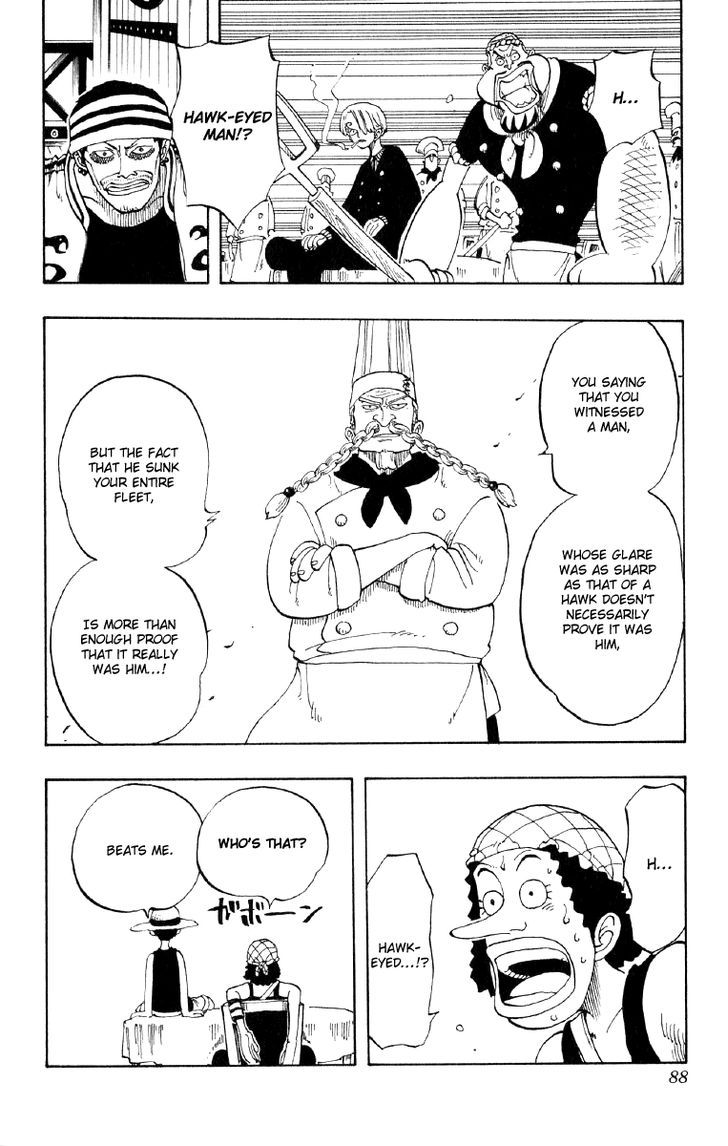 H...
HAWK-EYED
MAN!?
YOU SAYING
THAT YOU
WITNESSED
A MAN,
WHOSE GLARE
WAS AS SHARP
AS THAT OF A
HAWK DOESN'T
NECESSARILY
PROVE IT WAS
HIM,
BUT THE FACT
THAT HE SUNK
YOUR ENTIRE
FLEET,
IS MORE THAN
ENOUGH PROOF
THAT IT REALLY
WAS HIM...!
H...
HAWK-
EYED...!?
WHO'S THAT?
BEATS ME.
ガボーン
88